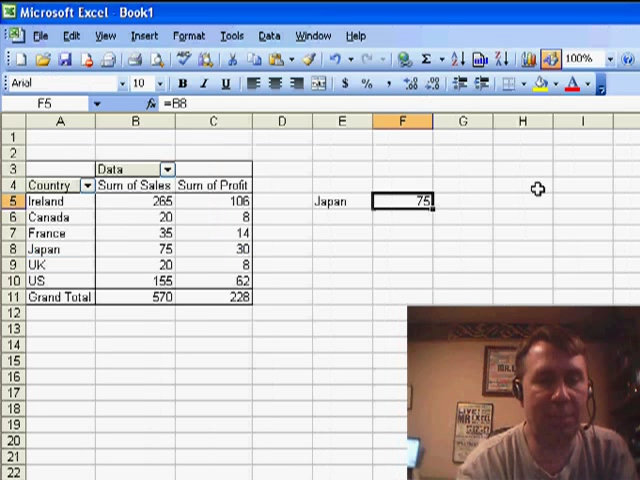 Microsoft Excel - Book1
File Edit View Insert Format Tools Data Window Help
100%
Arial 10 B I U $ % ,
F5 fx =B8
A B C D E F G H I
1
2
3 Data
4 Country Sum of Sales Sum of Profit
5 Ireland 265 106 Japan 75
6 Canada 20 8
7 France 35 14
8 Japan 75 30
9 UK 20 8
10 US 155 62
11 Grand Total 570 228
12
13
14
15
16
17
18
19
20
21
22